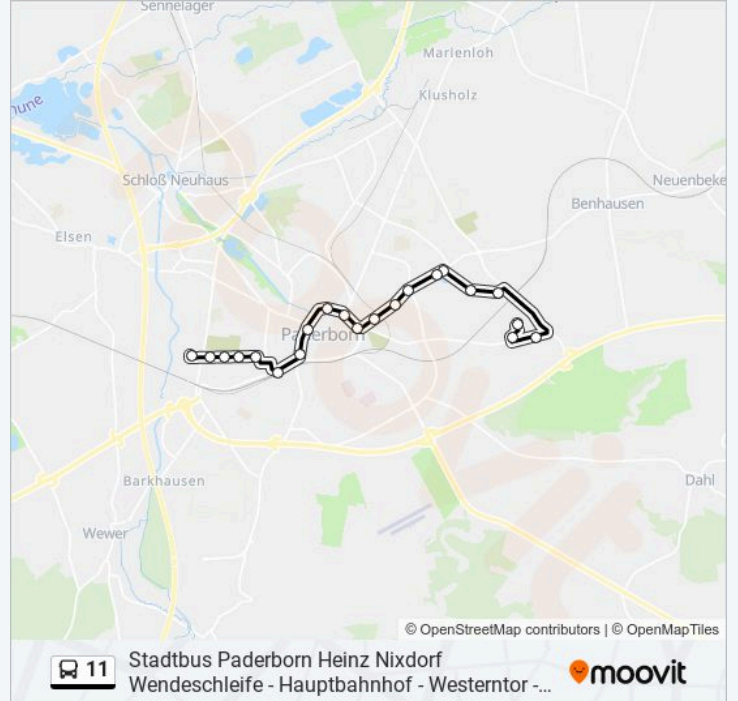 Sennelager
Marienloh
Klusholz
nune
Schloß Neuhaus
Neuenbeke
Benhausen
Elsen
Paderborn
Barkhausen
Dahl
Wewer
© OpenStreetMap contributors | © OpenMapTiles
11
Stadtbus Paderborn Heinz Nixdorf
Wendeschleife - Hauptbahnhof - Westerntor -...
moovit